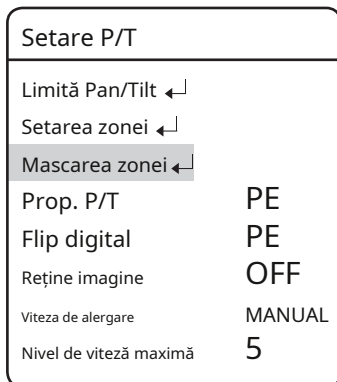 Setare P/T
Limită Pan/Tilt ↵
Setarea zonei ↵
Mascarea zonei ↵
Prop. P/T PE
Flip digital PE
Reține imagine OFF
Viteza de alergare MANUAL
Nivel de viteză maximă 5